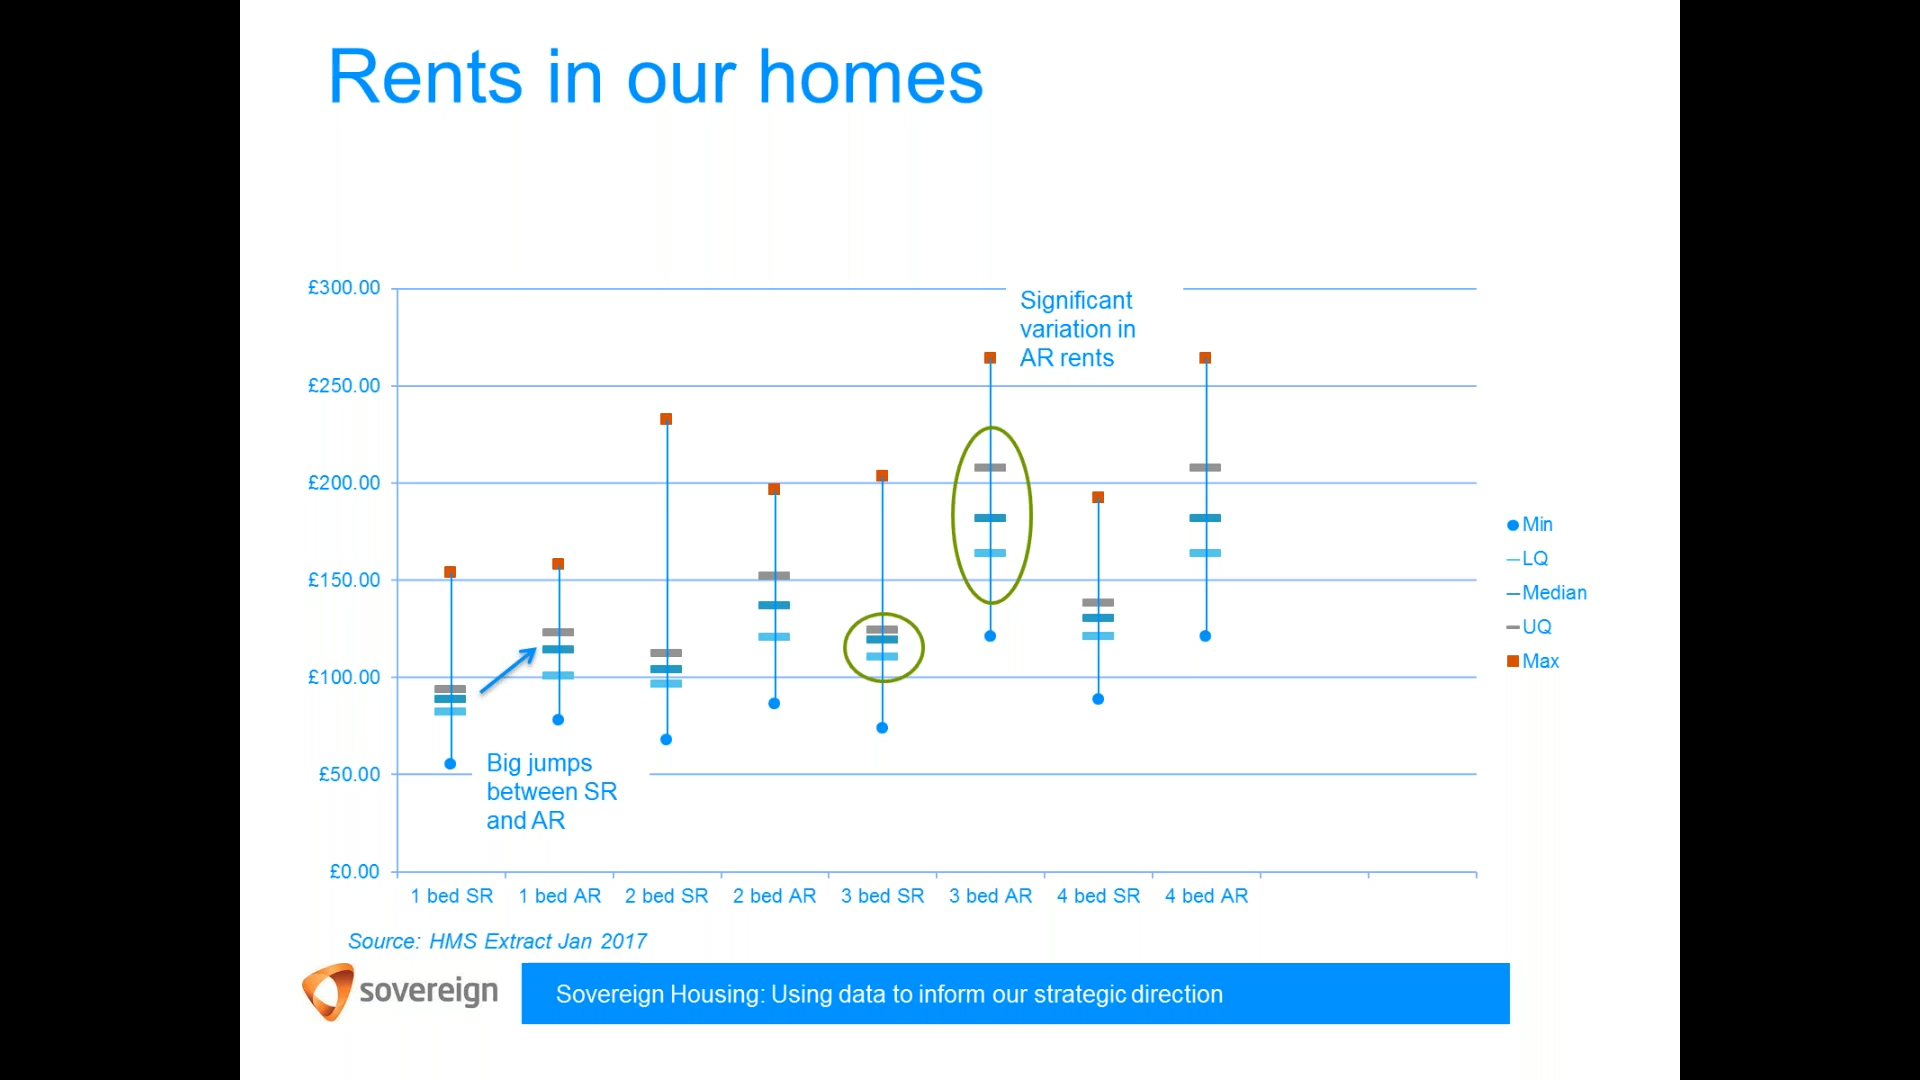 Rents in our homes
£300.00
£250.00
£200.00
£150.00
£100.00
£50.00
£0.00
Significant
variation in
AR rents
Big jumps
between SR
and AR
Min
LQ
Median
UQ
Max
1 bed SR
1 bed AR
2 bed SR
2 bed AR
3 bed SR
3 bed AR
4 bed SR
4 bed AR
Source: HMS Extract Jan 2017
sovereign
Sovereign Housing: Using data to inform our strategic direction